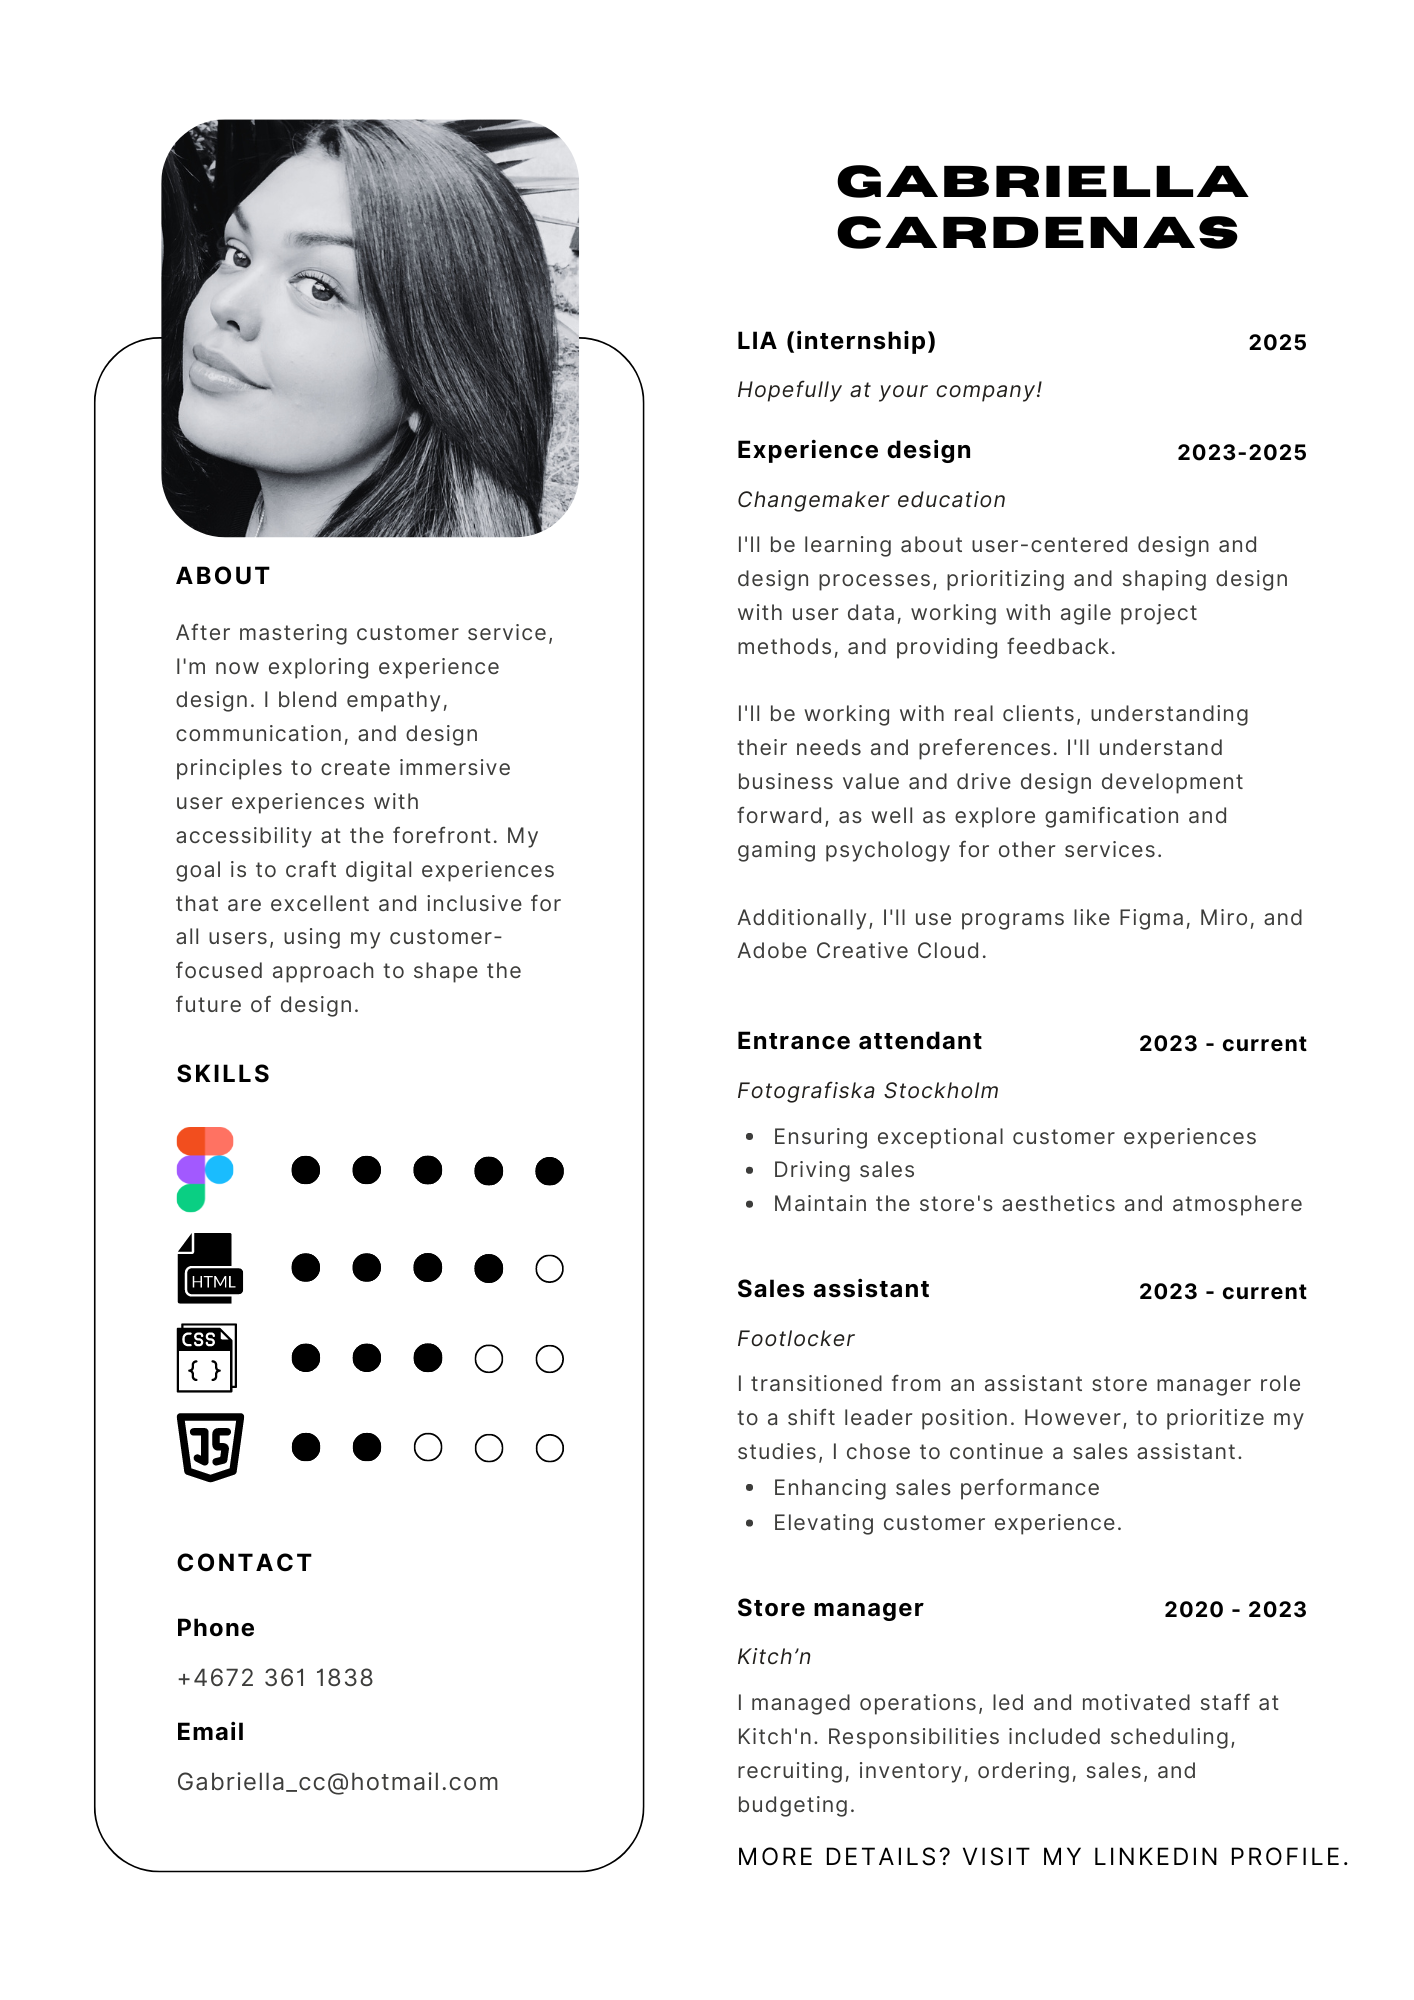 GABRIELLA
CARDENAS
ABOUT
After mastering customer service,
I'm now exploring experience
design. I blend empathy,
communication, and design
principles to create immersive
user experiences with
accessibility at the forefront. My
goal is to craft digital experiences
that are excellent and inclusive for
all users, using my customer-
focused approach to shape the
future of design.
SKILLS
HTML
CSS
{ }
JS
CONTACT
Phone
+4672 361 1838
Email
Gabriella_cc@hotmail.com
LIA (internship) 2025
Hopefully at your company!
Experience design 2023-2025
Changemaker education
I'll be learning about user-centered design and
design processes, prioritizing and shaping design
with user data, working with agile project
methods, and providing feedback.
I'll be working with real clients, understanding
their needs and preferences. I'll understand
business value and drive design development
forward, as well as explore gamification and
gaming psychology for other services.
Additionally, I'll use programs like Figma, Miro, and
Adobe Creative Cloud.
Entrance attendant 2023 - current
Fotografiska Stockholm
• Ensuring exceptional customer experiences
• Driving sales
• Maintain the store's aesthetics and atmosphere
Sales assistant 2023 - current
Footlocker
I transitioned from an assistant store manager role
to a shift leader position. However, to prioritize my
studies, I chose to continue a sales assistant.
• Enhancing sales performance
• Elevating customer experience.
Store manager 2020 - 2023
Kitch’n
I managed operations, led and motivated staff at
Kitch'n. Responsibilities included scheduling,
recruiting, inventory, ordering, sales, and
budgeting.
MORE DETAILS? VISIT MY LINKEDIN PROFILE.